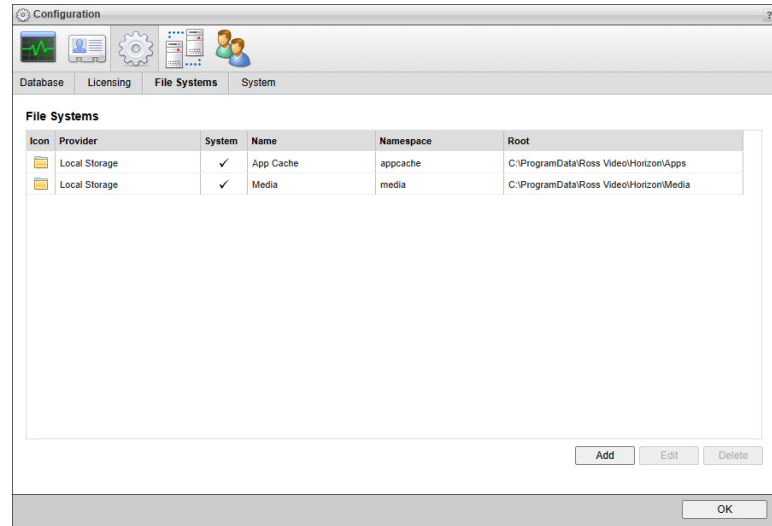 Configuration ?
Database Licensing File Systems System
File Systems
Icon Provider System Name Namespace Root
Local Storage ✓ App Cache appcache C:\ProgramData\Ross Video\Horizon\Apps
Local Storage ✓ Media media C:\ProgramData\Ross Video\Horizon\Media
Add Edit Delete
OK